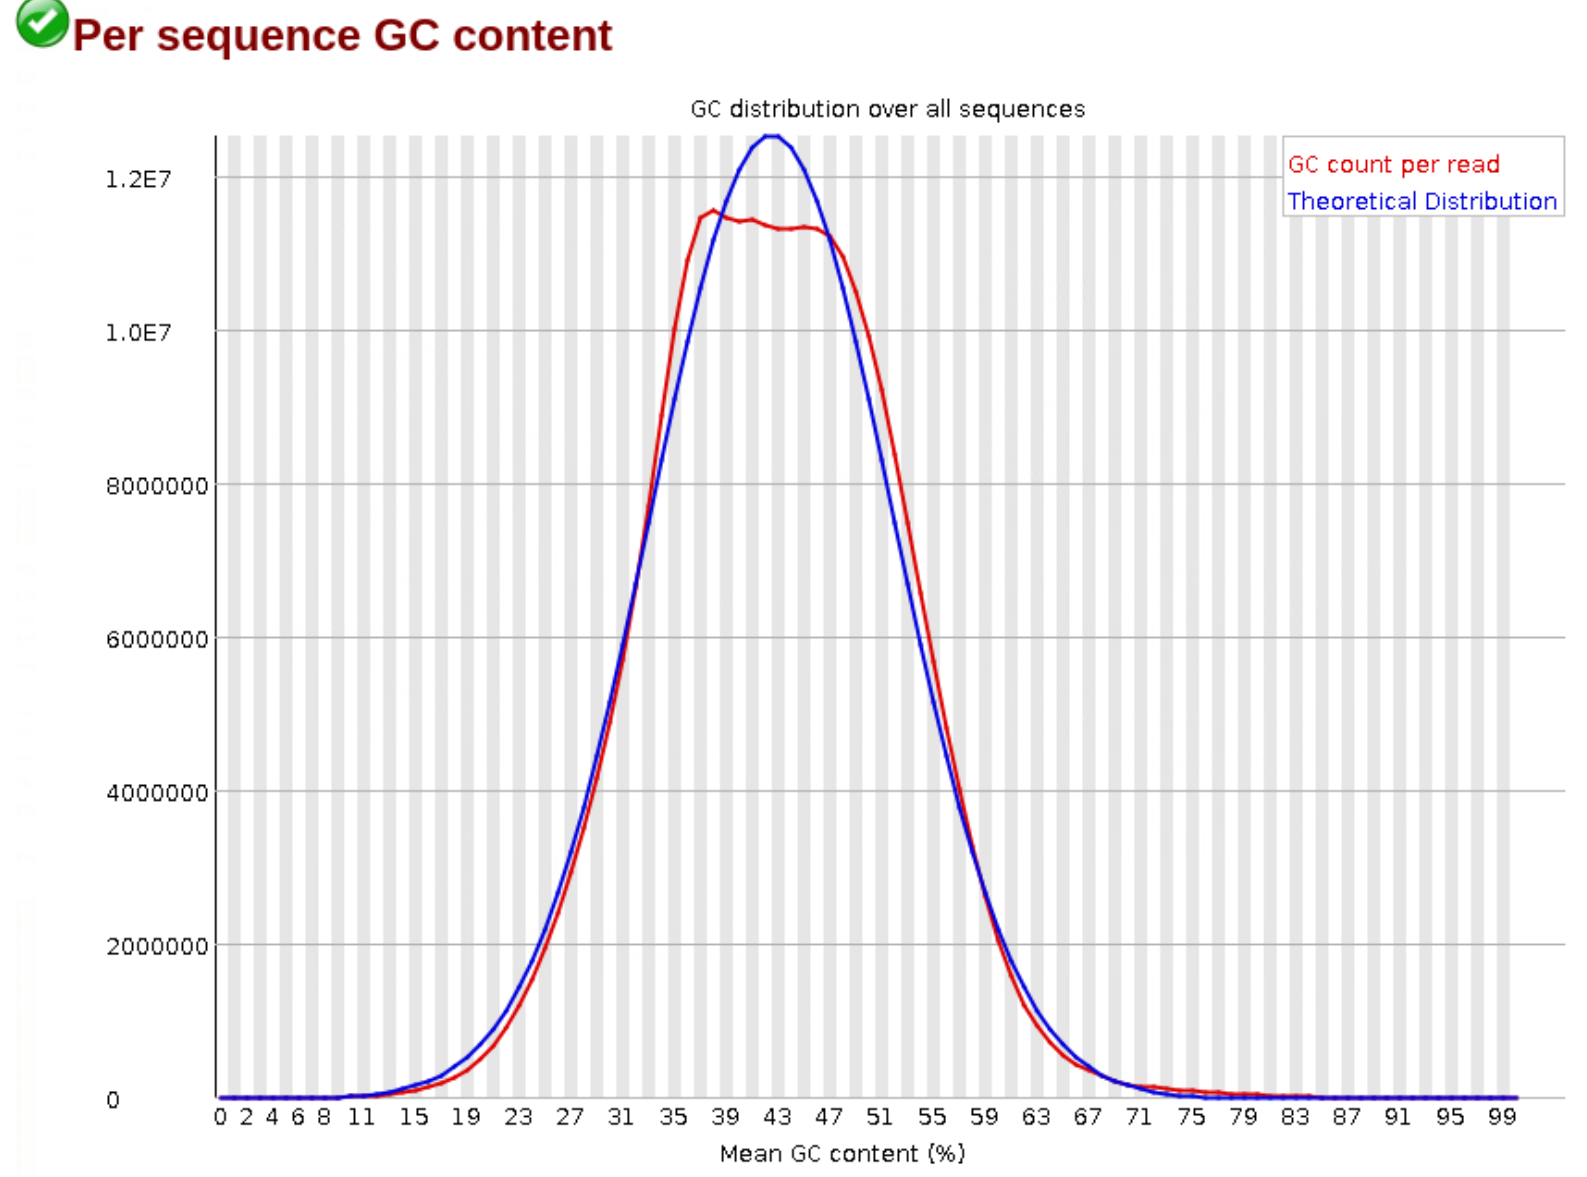 Per sequence GC content
GC distribution over all sequences
GC count per read
Theoretical Distribution
1.2E7
1.0E7
8000000
6000000
4000000
2000000
0
0 2 4 6 8 11 15 19 23 27 31 35 39 43 47 51 55 59 63 67 71 75 79 83 87 91 95 99
Mean GC content (%)